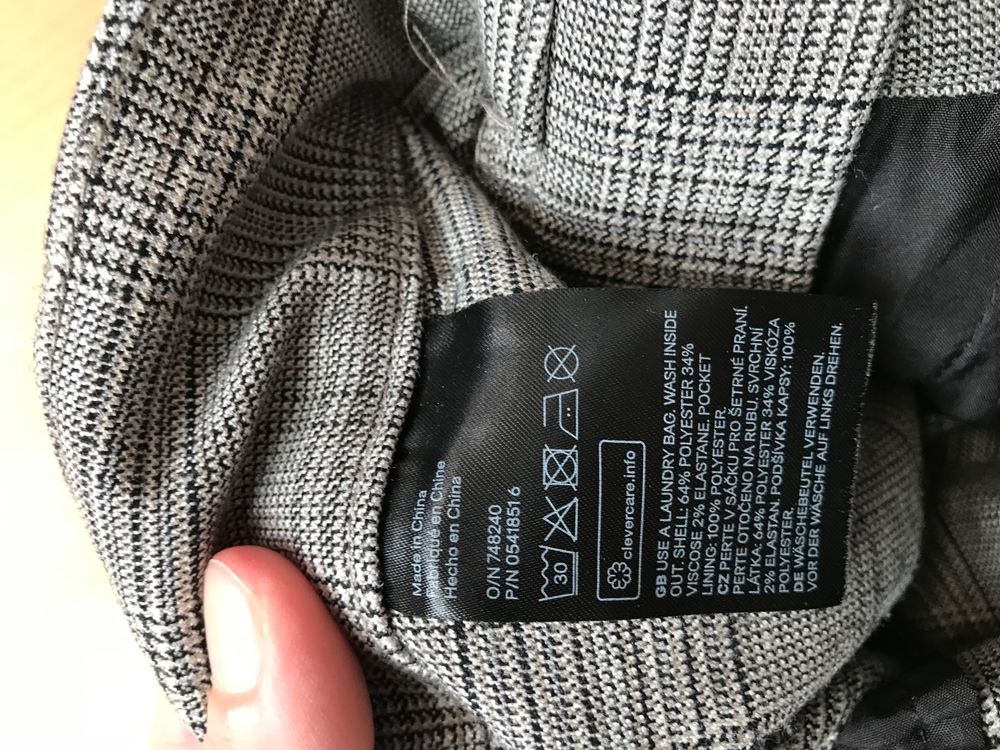 Made in China
Fabriqué en Chine
Hecho en China
O/N 748240
P/N 05418516
30
clevercare.info
GB USE A LAUNDRY BAG. WASH INSIDE
OUT. SHELL: 64% POLYESTER 34%
VISCOSE 2% ELASTANE. POCKET
LINING: 100% POLYESTER.
CZ PERTE V SÁČKU PRO ŠETRNÉ PRANÍ.
PERTE OTOČENO NA RUBU. SVRCHNÍ
LÁTKA: 64% POLYESTER 34% VISKÓZA
2% ELASTAN. PODŠÍVKA KAPSY: 100%
POLYESTER.
DE WÄSCHEBEUTEL VERWENDEN.
VOR DER WÄSCHE AUF LINKS DREHEN.